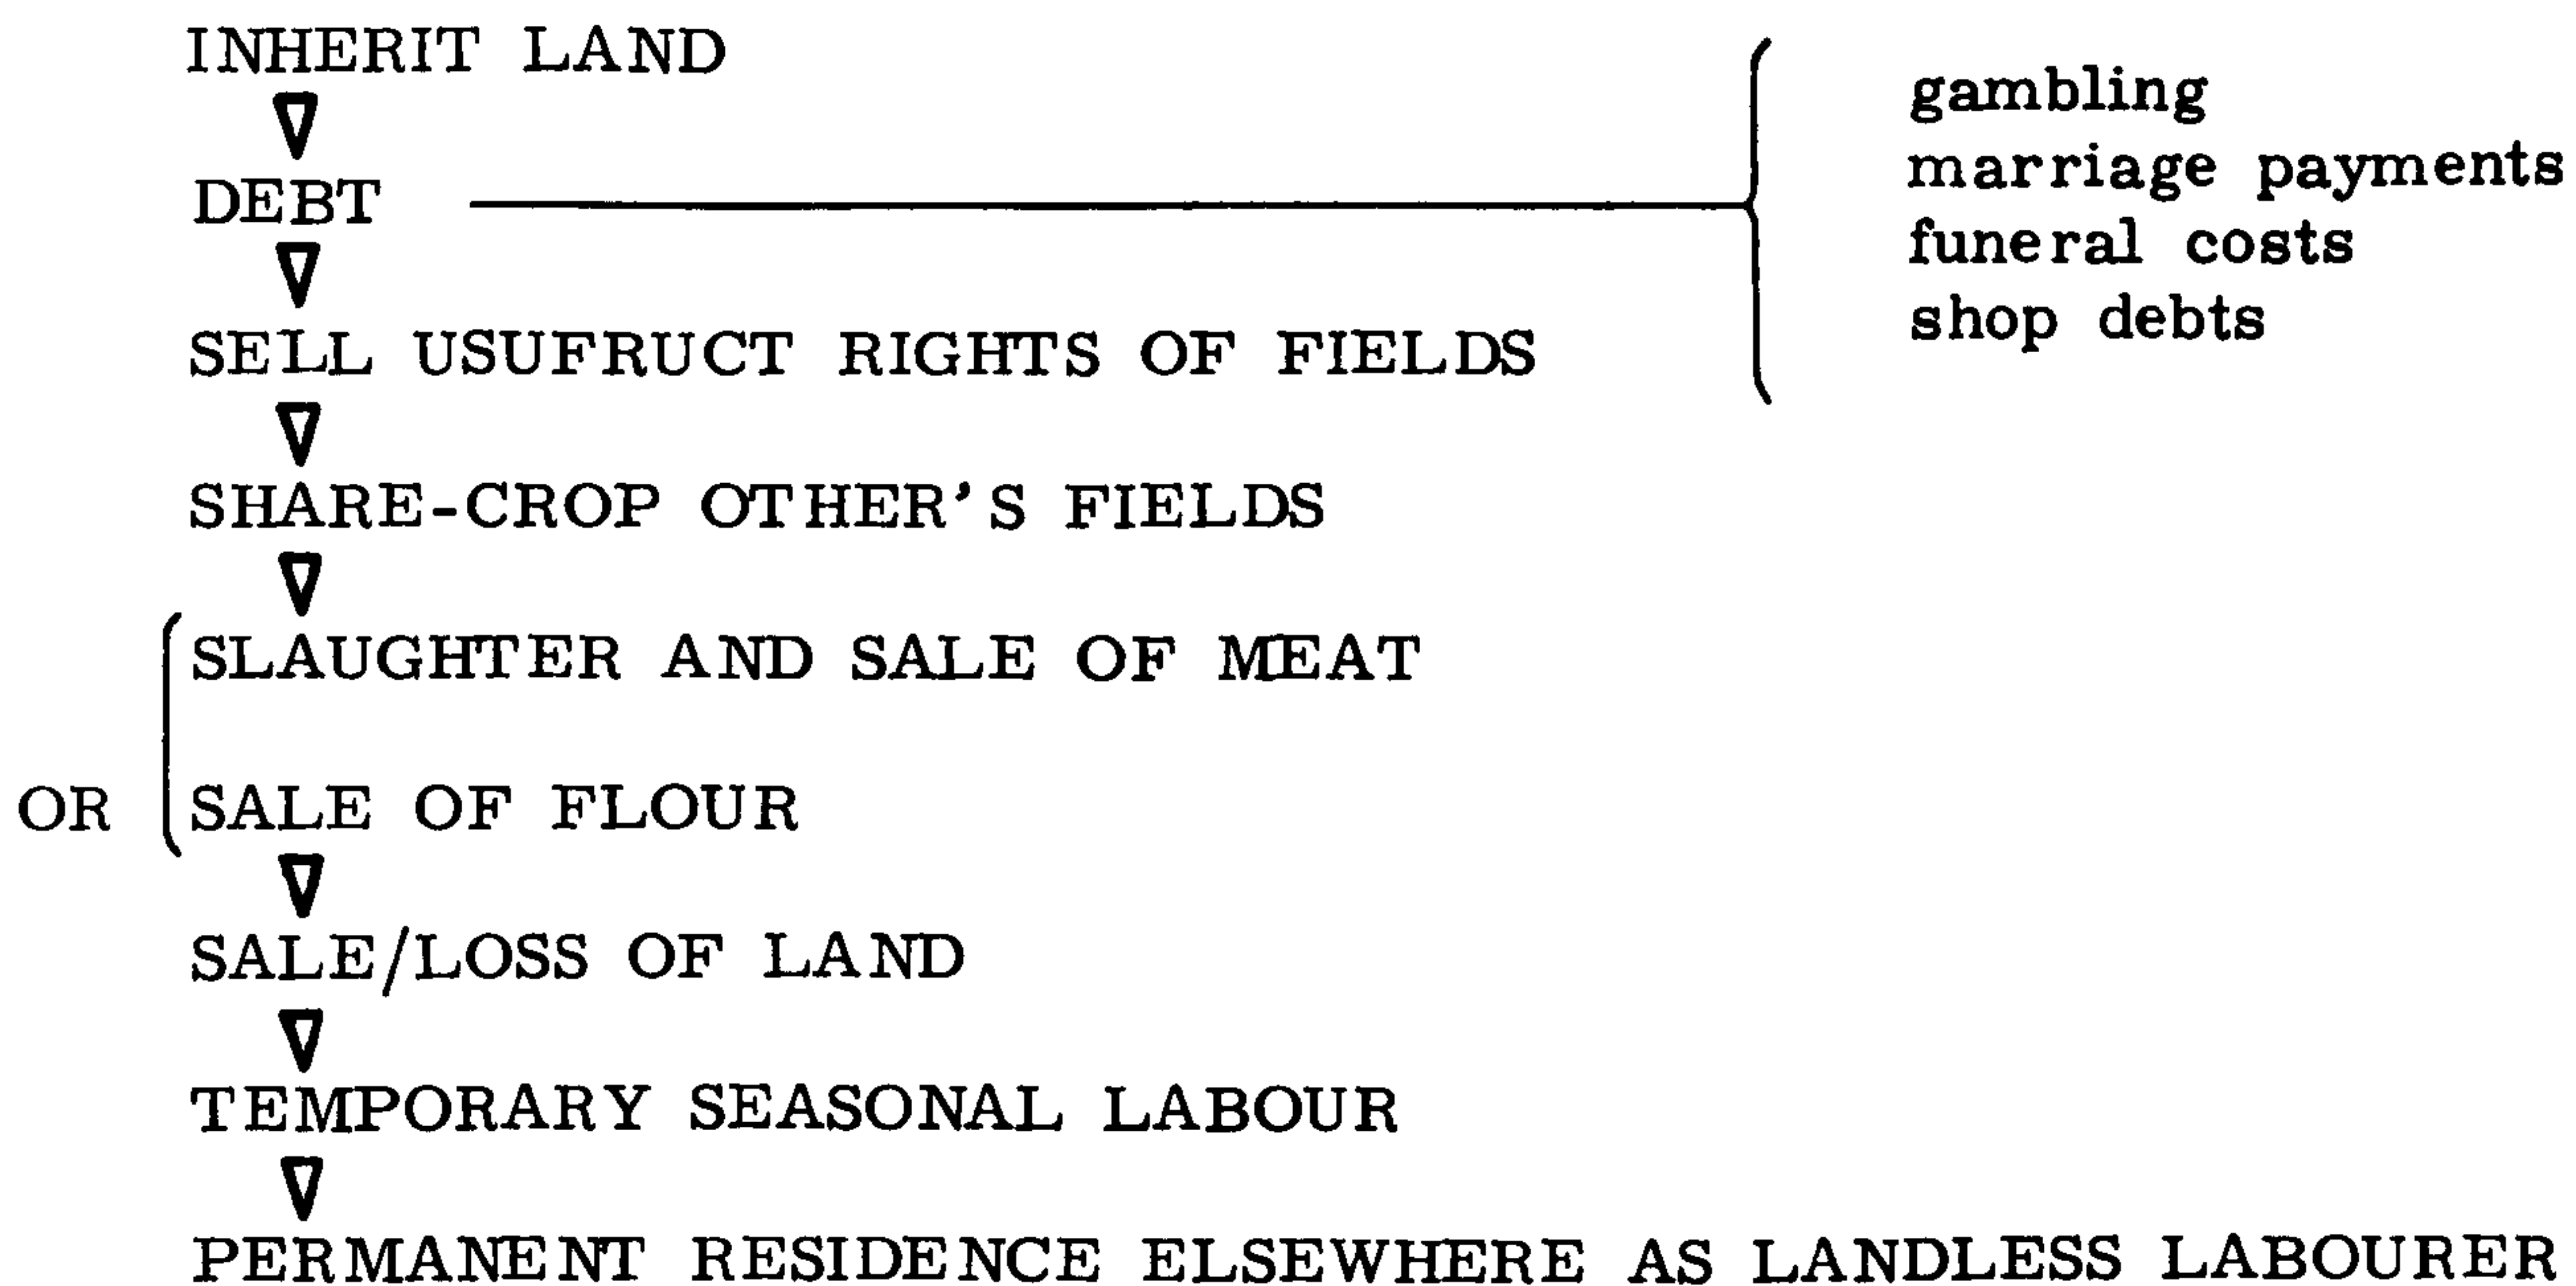 INHERIT LAND
DEBT
gambling
marriage payments
funeral costs
shop debts
SELL USUFRUCT RIGHTS OF FIELDS
SHARE-CROP OTHER'S FIELDS
SLAUGHTER AND SALE OF MEAT
OR SALE OF FLOUR
SALE/LOSS OF LAND
TEMPORARY SEASONAL LABOUR
PERMANENT RESIDENCE ELSEWHERE AS LANDLESS LABOURER